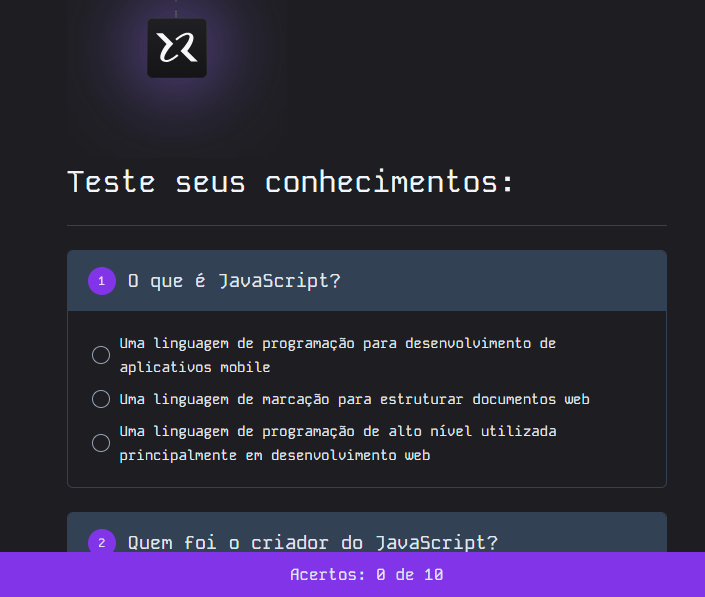 Teste seus conhecimentos:
1 O que é JavaScript?
Uma linguagem de programação para desenvolvimento de
aplicativos mobile
Uma linguagem de marcação para estruturar documentos web
Uma linguagem de programação de alto nível utilizada
principalmente em desenvolvimento web
2 Quem foi o criador do JavaScript?
Acertos: 0 de 10